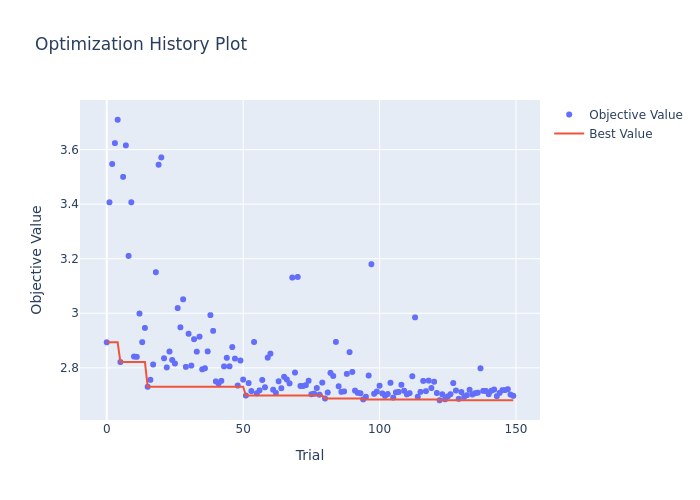 Optimization History Plot
Objective Value
Best Value
3.6
3.4
3.2
3
2.8
Objective Value
0
50
100
150
Trial